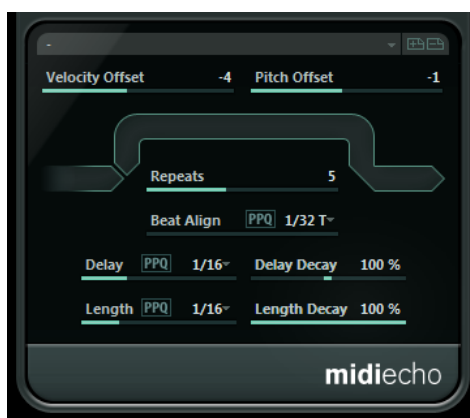 -
Velocity Offset -4 Pitch Offset -1
Repeats 5
Beat Align PPQ 1/32 T
Delay PPQ 1/16 Delay Decay 100 %
Length PPQ 1/16 Length Decay 100 %
midiecho